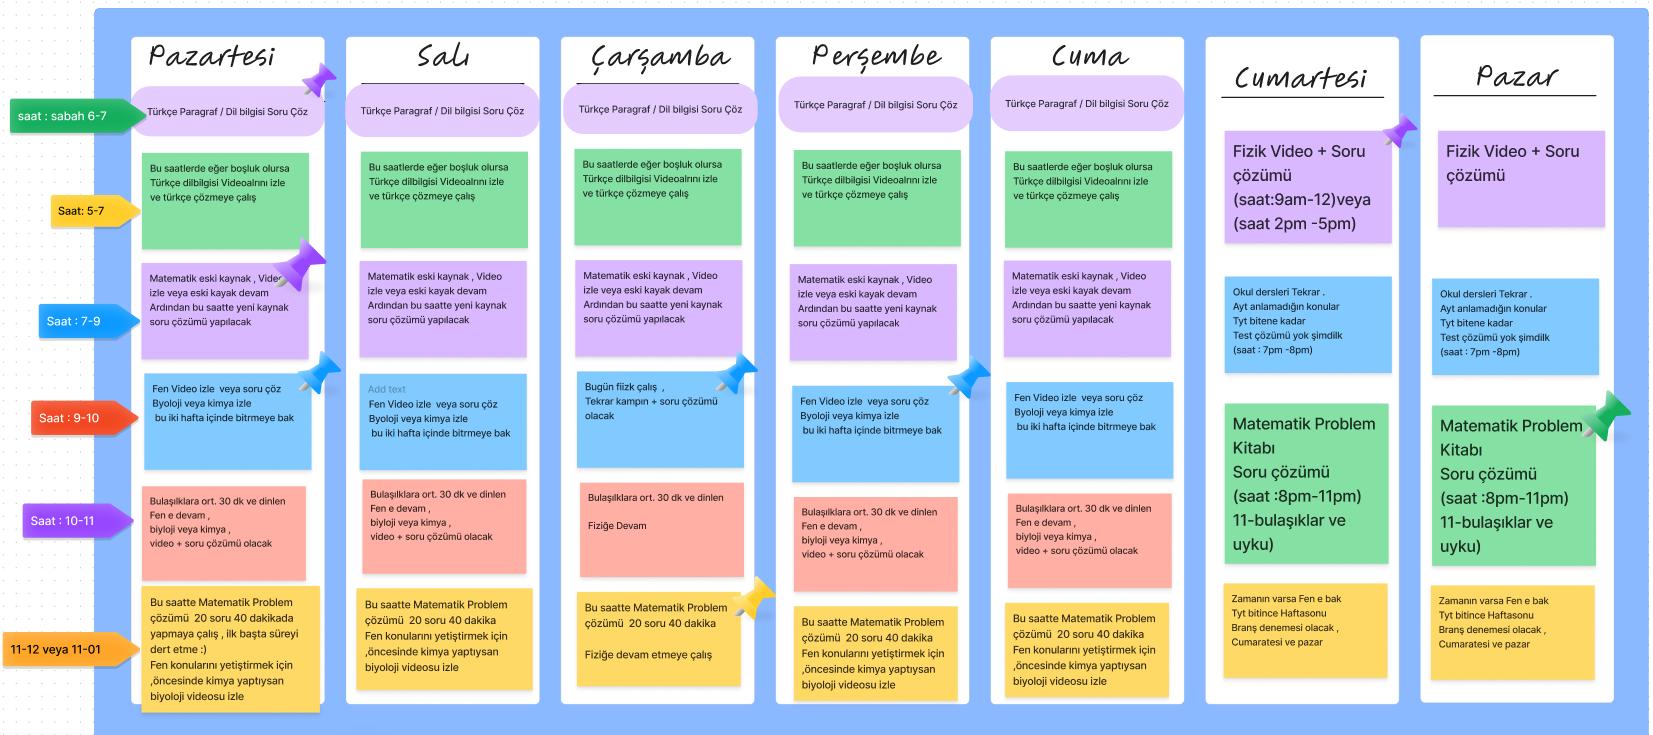 Pazartesi
Salı
Çarşamba
Perşembe
Cuma
Cumartesi
Pazar
saat : sabah 6-7
Türkçe Paragraf / Dil bilgisi Soru Çöz
Türkçe Paragraf / Dil bilgisi Soru Çöz
Türkçe Paragraf / Dil bilgisi Soru Çöz
Türkçe Paragraf / Dil bilgisi Soru Çöz
Türkçe Paragraf / Dil bilgisi Soru Çöz
Saat: 5-7
Bu saatlerde eğer boşluk olursa
Türkçe dilbilgisi Videoalrını izle
ve türkçe çözmeye çalış
Bu saatlerde eğer boşluk olursa
Türkçe dilbilgisi Videoalrını izle
ve türkçe çözmeye çalış
Bu saatlerde eğer boşluk olursa
Türkçe dilbilgisi Videoalrını izle
ve türkçe çözmeye çalış
Bu saatlerde eğer boşluk olursa
Türkçe dilbilgisi Videoalrını izle
ve türkçe çözmeye çalış
Bu saatlerde eğer boşluk olursa
Türkçe dilbilgisi Videoalrını izle
ve türkçe çözmeye çalış
Fizik Video + Soru
çözümü
(saat:9am-12)veya
(saat 2pm -5pm)
Fizik Video + Soru
çözümü
Saat : 7-9
Matematik eski kaynak , Video
izle veya eski kayak devam
Ardından bu saatte yeni kaynak
soru çözümü yapılacak
Matematik eski kaynak , Video
izle veya eski kayak devam
Ardından bu saatte yeni kaynak
soru çözümü yapılacak
Matematik eski kaynak , Video
izle veya eski kayak devam
Ardından bu saatte yeni kaynak
soru çözümü yapılacak
Matematik eski kaynak , Video
izle veya eski kayak devam
Ardından bu saatte yeni kaynak
soru çözümü yapılacak
Matematik eski kaynak , Video
izle veya eski kayak devam
Ardından bu saatte yeni kaynak
soru çözümü yapılacak
Okul dersleri Tekrar .
Ayt anlamadığın konular
Tyt bitene kadar
Test çözümü yok şimdilk
(saat : 7pm -8pm)
Okul dersleri Tekrar .
Ayt anlamadığın konular
Tyt bitene kadar
Test çözümü yok şimdilk
(saat : 7pm -8pm)
Saat : 9-10
Fen Video izle  veya soru çöz
Byoloji veya kimya izle
bu iki hafta içinde bitrmeye bak
Add text
Fen Video izle  veya soru çöz
Byoloji veya kimya izle
bu iki hafta içinde bitrmeye bak
Bugün fiizk çalış  ,
Tekrar kampın + soru çözümü
olacak
Fen Video izle  veya soru çöz
Byoloji veya kimya izle
bu iki hafta içinde bitrmeye bak
Fen Video izle  veya soru çöz
Byoloji veya kimya izle
bu iki hafta içinde bitrmeye bak
Matematik Problem
Kitabı
Soru çözümü
(saat :8pm-11pm)
11-bulaşıklar ve
uyku)
Matematik Problem
Kitabı
Soru çözümü
(saat :8pm-11pm)
11-bulaşıklar ve
uyku)
Saat : 10-11
Bulaşılklara ort. 30 dk ve dinlen
Fen e devam ,
biyloji veya kimya ,
video + soru çözümü olacak
Bulaşılklara ort. 30 dk ve dinlen
Fen e devam ,
biyloji veya kimya ,
video + soru çözümü olacak
Bulaşılklara ort. 30 dk ve dinlen
Fiziğe Devam
Bulaşılklara ort. 30 dk ve dinlen
Fen e devam ,
biyloji veya kimya ,
video + soru çözümü olacak
Bulaşılklara ort. 30 dk ve dinlen
Fen e devam ,
biyloji veya kimya ,
video + soru çözümü olacak
11-12 veya 11-01
Bu saatte Matematik Problem
çözümü  20 soru 40 dakikada
yapmaya çalış , ilk başta süreyi
dert etme :)
Fen konularını yetiştirmek için
,öncesinde kimya yaptıysan
biyoloji videosu izle
Bu saatte Matematik Problem
çözümü  20 soru 40 dakika
Fen konularını yetiştirmek için
,öncesinde kimya yaptıysan
biyoloji videosu izle
Bu saatte Matematik Problem
çözümü  20 soru 40 dakika
Fiziğe devam etmeye çalış
Bu saatte Matematik Problem
çözümü  20 soru 40 dakika
Fen konularını yetiştirmek için
,öncesinde kimya yaptıysan
biyoloji videosu izle
Bu saatte Matematik Problem
çözümü  20 soru 40 dakika
Fen konularını yetiştirmek için
,öncesinde kimya yaptıysan
biyoloji videosu izle
Zamanın varsa Fen e bak
Tyt bitince Haftasonu
Branş denemesi olacak ,
Cumaratesi ve pazar
Zamanın varsa Fen e bak
Tyt bitince Haftasonu
Branş denemesi olacak ,
Cumaratesi ve pazar